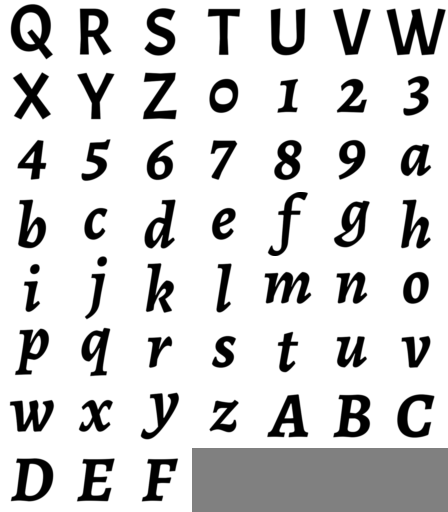 Q R S T U V W
X Y Z 0 1 2 3
4 5 6 7 8 9 a
b c d e f g h
i j k l m n o
p q r s t u v
w x y z A B C
D E F